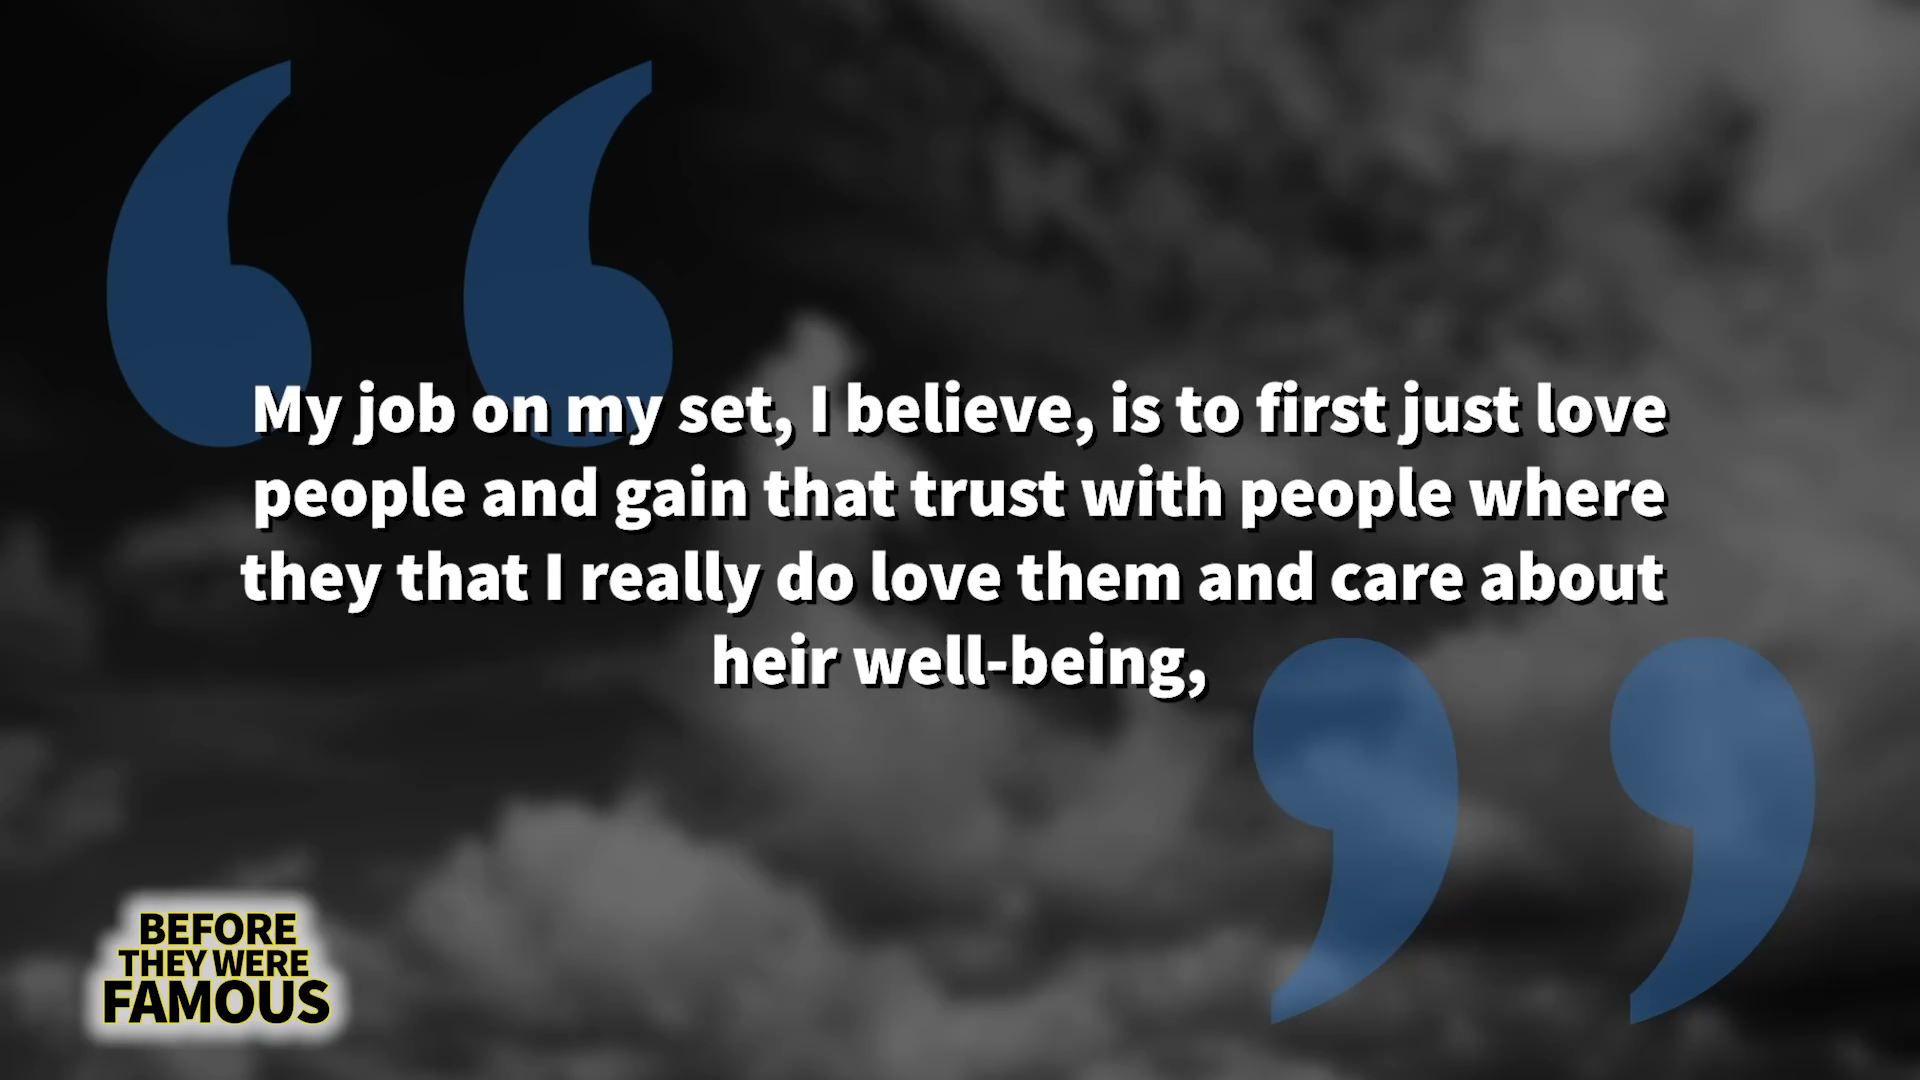 My job on my set, I believe, is to first just love
people and gain that trust with people where
they that I really do love them and care about
heir well-being,
BEFORE
THEY WERE
FAMOUS